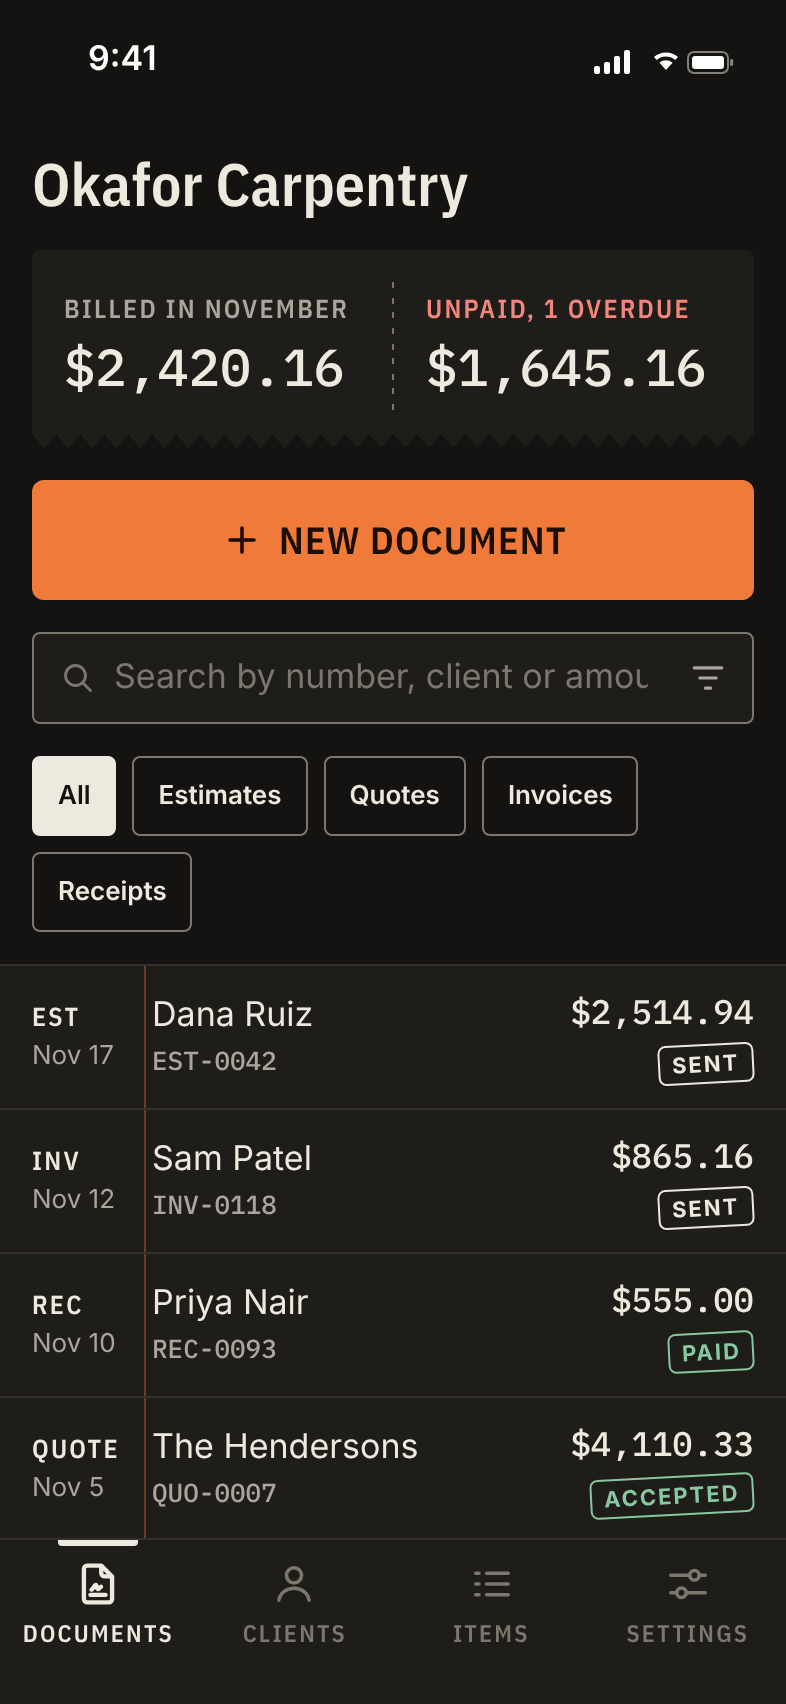 9:41
Okafor Carpentry
BILLED IN NOVEMBER
$2,420.16
UNPAID, 1 OVERDUE
$1,645.16
+ NEW DOCUMENT
Search by number, client or amou
All
Estimates
Quotes
Invoices
Receipts
EST
Nov 17
Dana Ruiz
EST-0042
$2,514.94
SENT
INV
Nov 12
Sam Patel
INV-0118
$865.16
SENT
REC
Nov 10
Priya Nair
REC-0093
$555.00
PAID
QUOTE
Nov 5
The Hendersons
QUO-0007
$4,110.33
ACCEPTED
DOCUMENTS
CLIENTS
ITEMS
SETTINGS